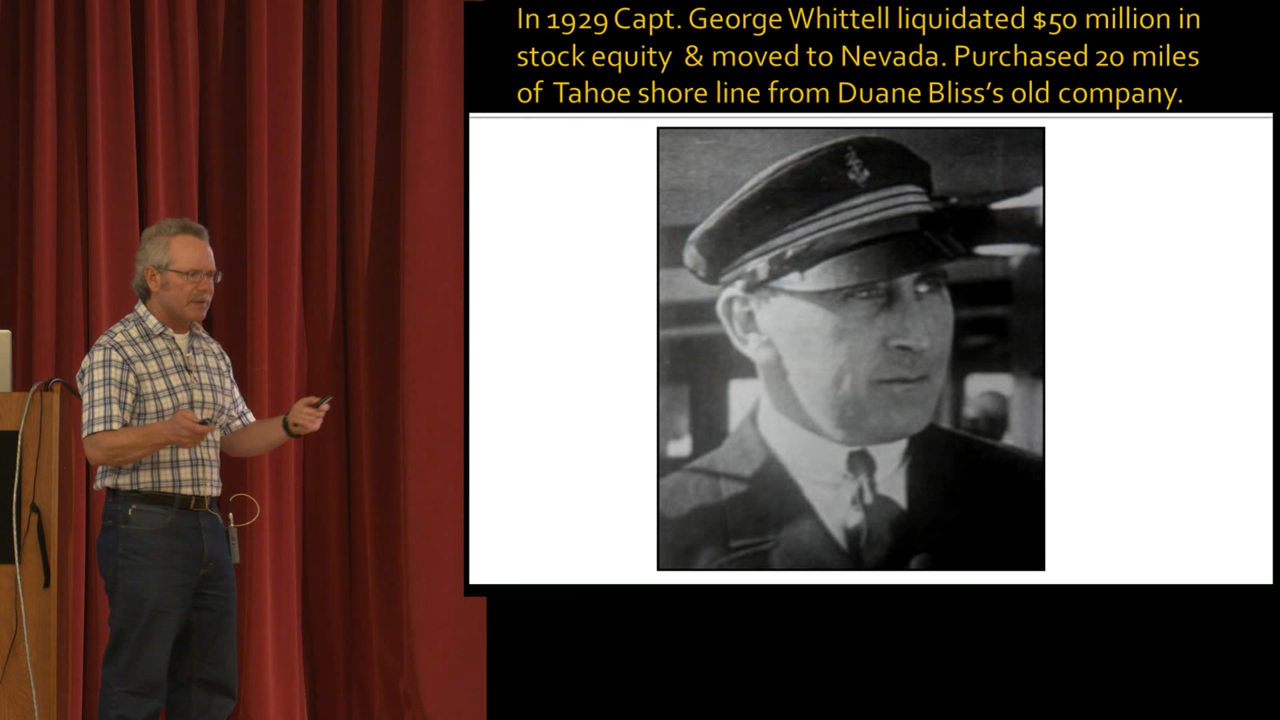 In 1929 Capt. George Whittell liquidated $50 million in
stock equity & moved to Nevada. Purchased 20 miles
of Tahoe shore line from Duane Bliss's old company.